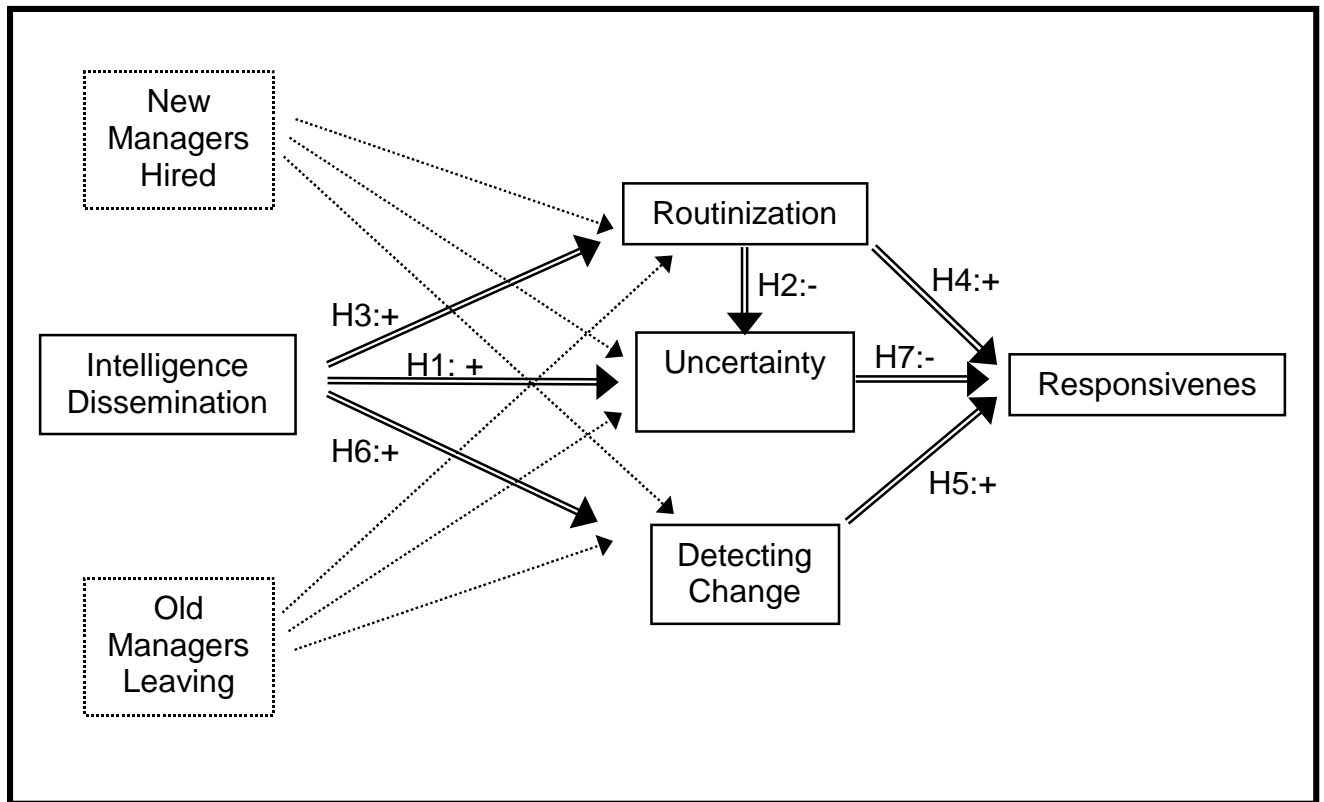 New
Managers
Hired
Routinization
H2:-
H4:+
H3:+
Intelligence
Dissemination
H1: +
Uncertainty
H7:-
Responsivenes
H6:+
H5:+
Detecting
Change
Old
Managers
Leaving